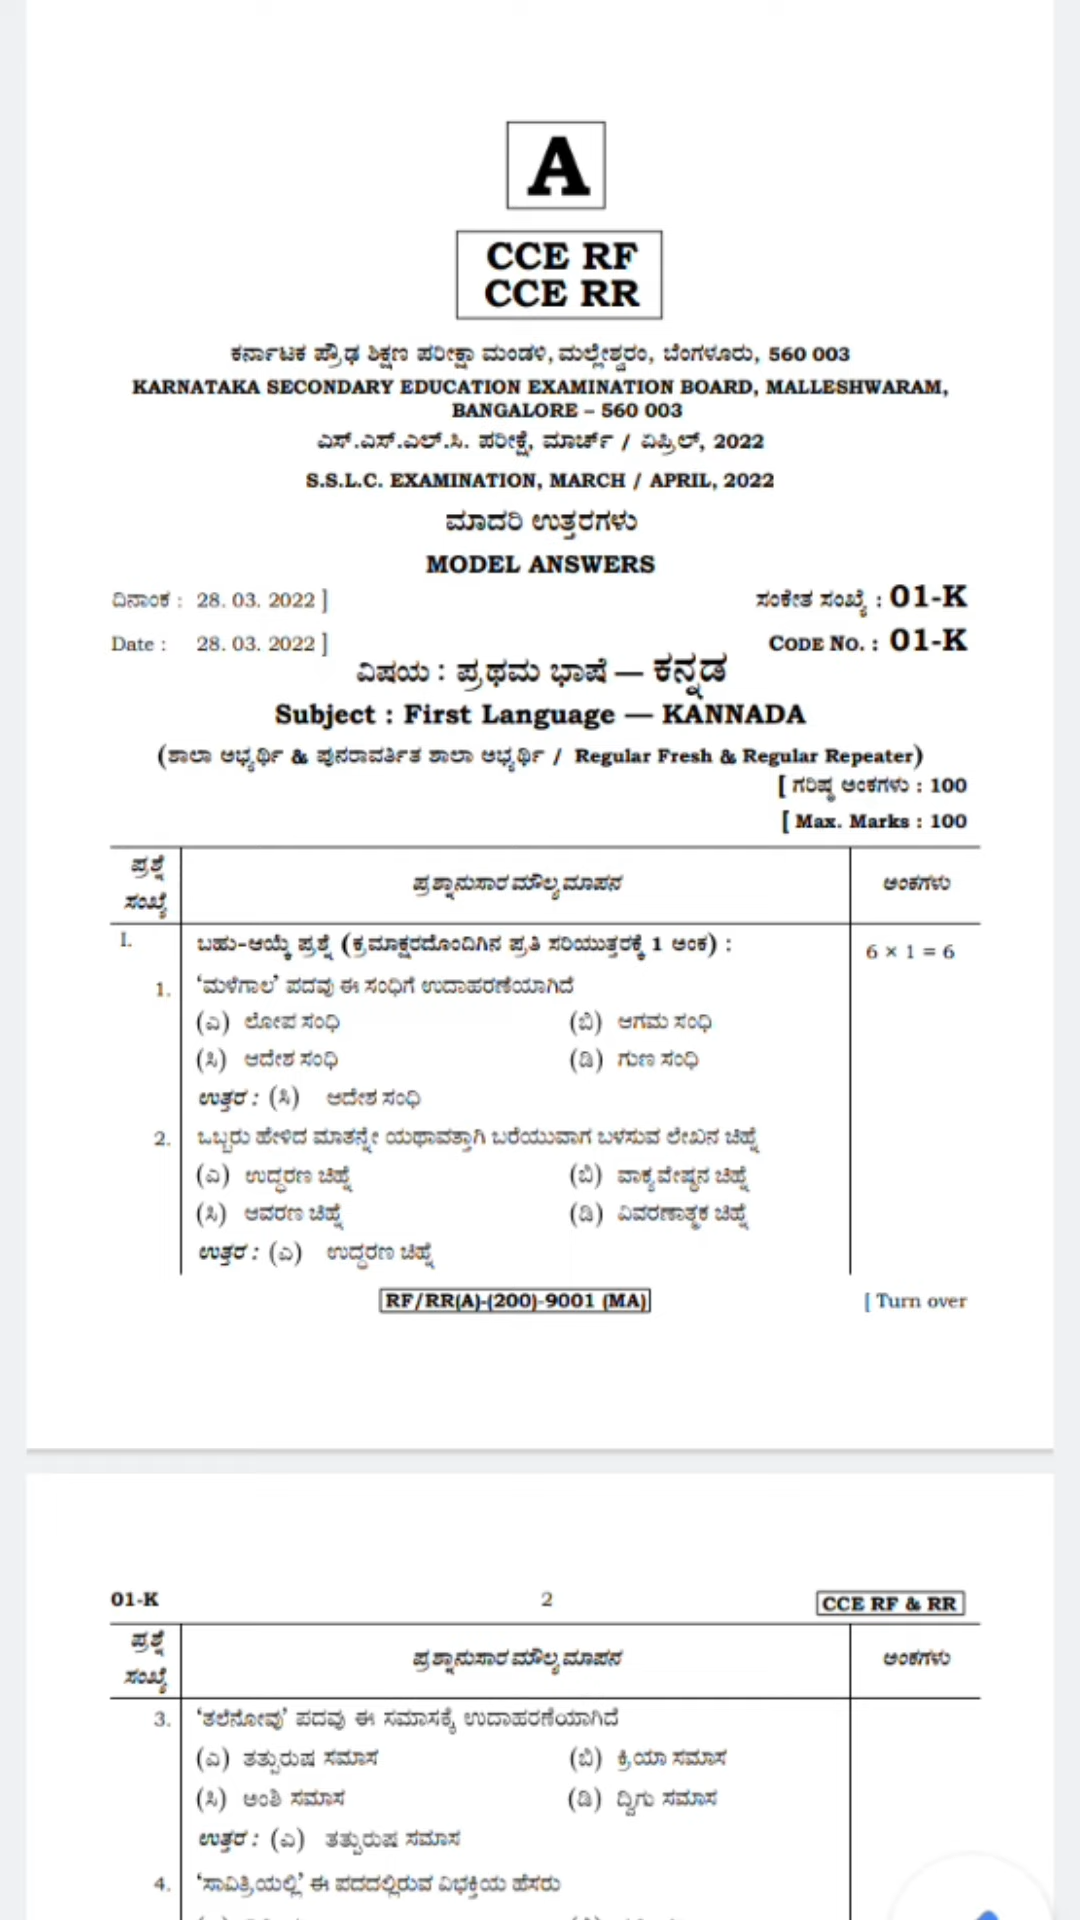 A
CCE RF
CCE RR
ಕರ್ನಾಟಕ ಪ್ರೌಢ ಶಿಕ್ಷಣ ಪರೀಕ್ಷಾ ಮಂಡಳಿ, ಮಲ್ಲೇಶ್ವರಂ, ಬೆಂಗಳೂರು, 560 003
KARNATAKA SECONDARY EDUCATION EXAMINATION BOARD, MALLESHWARAM,
BANGALORE – 560 003
ಎಸ್.ಎಸ್.ಎಲ್.ಸಿ. ಪರೀಕ್ಷೆ, ಮಾರ್ಚ್ / ಏಪ್ರಿಲ್, 2022
S.S.L.C. EXAMINATION, MARCH / APRIL, 2022
ಮಾದರಿ ಉತ್ತರಗಳು
MODEL ANSWERS
ದಿನಾಂಕ : 28. 03. 2022 ] ಸಂಕೇತ ಸಂಖ್ಯೆ : 01-K
Date : 28. 03. 2022 ] CODE NO. : 01-K
ವಿಷಯ : ಪ್ರಥಮ ಭಾಷೆ — ಕನ್ನಡ
Subject : First Language — KANNADA
(ಶಾಲಾ ಅಭ್ಯರ್ಥಿ & ಪುನರಾವರ್ತಿತ ಶಾಲಾ ಅಭ್ಯರ್ಥಿ / Regular Fresh & Regular Repeater)
[ ಗರಿಷ್ಠ ಅಂಕಗಳು : 100
[ Max. Marks : 100
ಪ್ರಶ್ನೆ ಸಂಖ್ಯೆ ಪ್ರಶ್ನಾನುಸಾರ ಮೌಲ್ಯಮಾಪನ ಅಂಕಗಳು
I. ಬಹು-ಆಯ್ಕೆ ಪ್ರಶ್ನೆ (ಕ್ರಮಾಕ್ಷರದೊಂದಿಗಿನ ಪ್ರತಿ ಸರಿಯುತ್ತರಕ್ಕೆ 1 ಅಂಕ) : 6 × 1 = 6
1. ‘ಮಳೆಗಾಲ’ ಪದವು ಈ ಸಂಧಿಗೆ ಉದಾಹರಣೆಯಾಗಿದೆ
(ಎ) ಲೋಪ ಸಂಧಿ (ಬಿ) ಆಗಮ ಸಂಧಿ
(ಸಿ) ಆದೇಶ ಸಂಧಿ (ಡಿ) ಗುಣ ಸಂಧಿ
ಉತ್ತರ : (ಸಿ) ಆದೇಶ ಸಂಧಿ
2. ಒಬ್ಬರು ಹೇಳಿದ ಮಾತನ್ನೇ ಯಥಾವತ್ತಾಗಿ ಬರೆಯುವಾಗ ಬಳಸುವ ಲೇಖನ ಚಿಹ್ನೆ
(ಎ) ಉದ್ಧರಣ ಚಿಹ್ನೆ (ಬಿ) ವಾಕ್ಯವೇಷ್ಠನ ಚಿಹ್ನೆ
(ಸಿ) ಆವರಣ ಚಿಹ್ನೆ (ಡಿ) ವಿವರಣಾತ್ಮಕ ಚಿಹ್ನೆ
ಉತ್ತರ : (ಎ) ಉದ್ಧರಣ ಚಿಹ್ನೆ
RF/RR(A)-(200)-9001 (MA) [ Turn over
01-K 2 CCE RF & RR
ಪ್ರಶ್ನೆ ಸಂಖ್ಯೆ ಪ್ರಶ್ನಾನುಸಾರ ಮೌಲ್ಯಮಾಪನ ಅಂಕಗಳು
3. ‘ತಲೆನೋವು’ ಪದವು ಈ ಸಮಾಸಕ್ಕೆ ಉದಾಹರಣೆಯಾಗಿದೆ
(ಎ) ತತ್ಪುರುಷ ಸಮಾಸ (ಬಿ) ಕ್ರಿಯಾ ಸಮಾಸ
(ಸಿ) ಅಂಶಿ ಸಮಾಸ (ಡಿ) ದ್ವಿಗು ಸಮಾಸ
ಉತ್ತರ : (ಎ) ತತ್ಪುರುಷ ಸಮಾಸ
4. ‘ಸಾವಿತ್ರಿಯಲ್ಲಿ’ ಈ ಪದದಲ್ಲಿರುವ ವಿಭಕ್ತಿಯ ಹೆಸರು